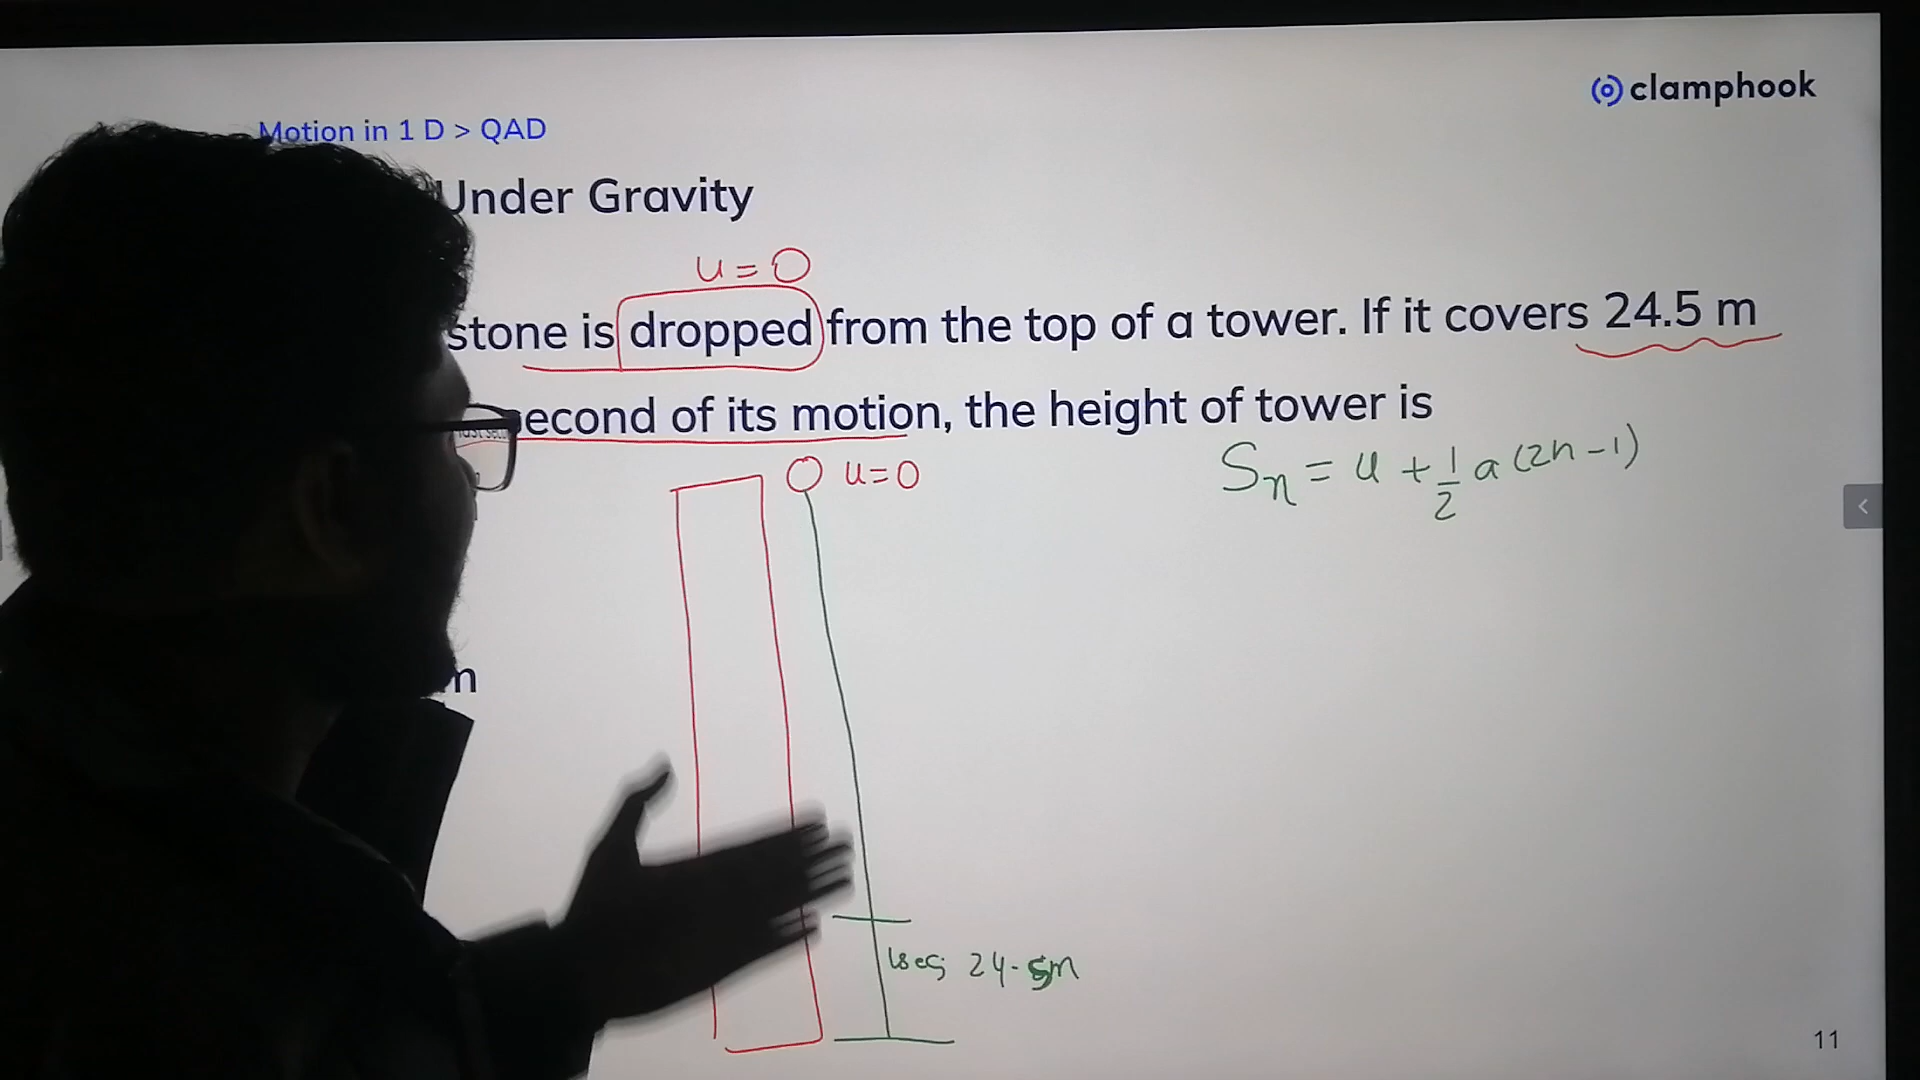 clamphook
Motion in 1 D > QAD
Under Gravity
u = 0
stone is dropped from the top of a tower. If it covers 24.5 m
second of its motion, the height of tower is
u=0
Sn = u + 1/2 a (2n-1)
m
1sec; 24.5m
11